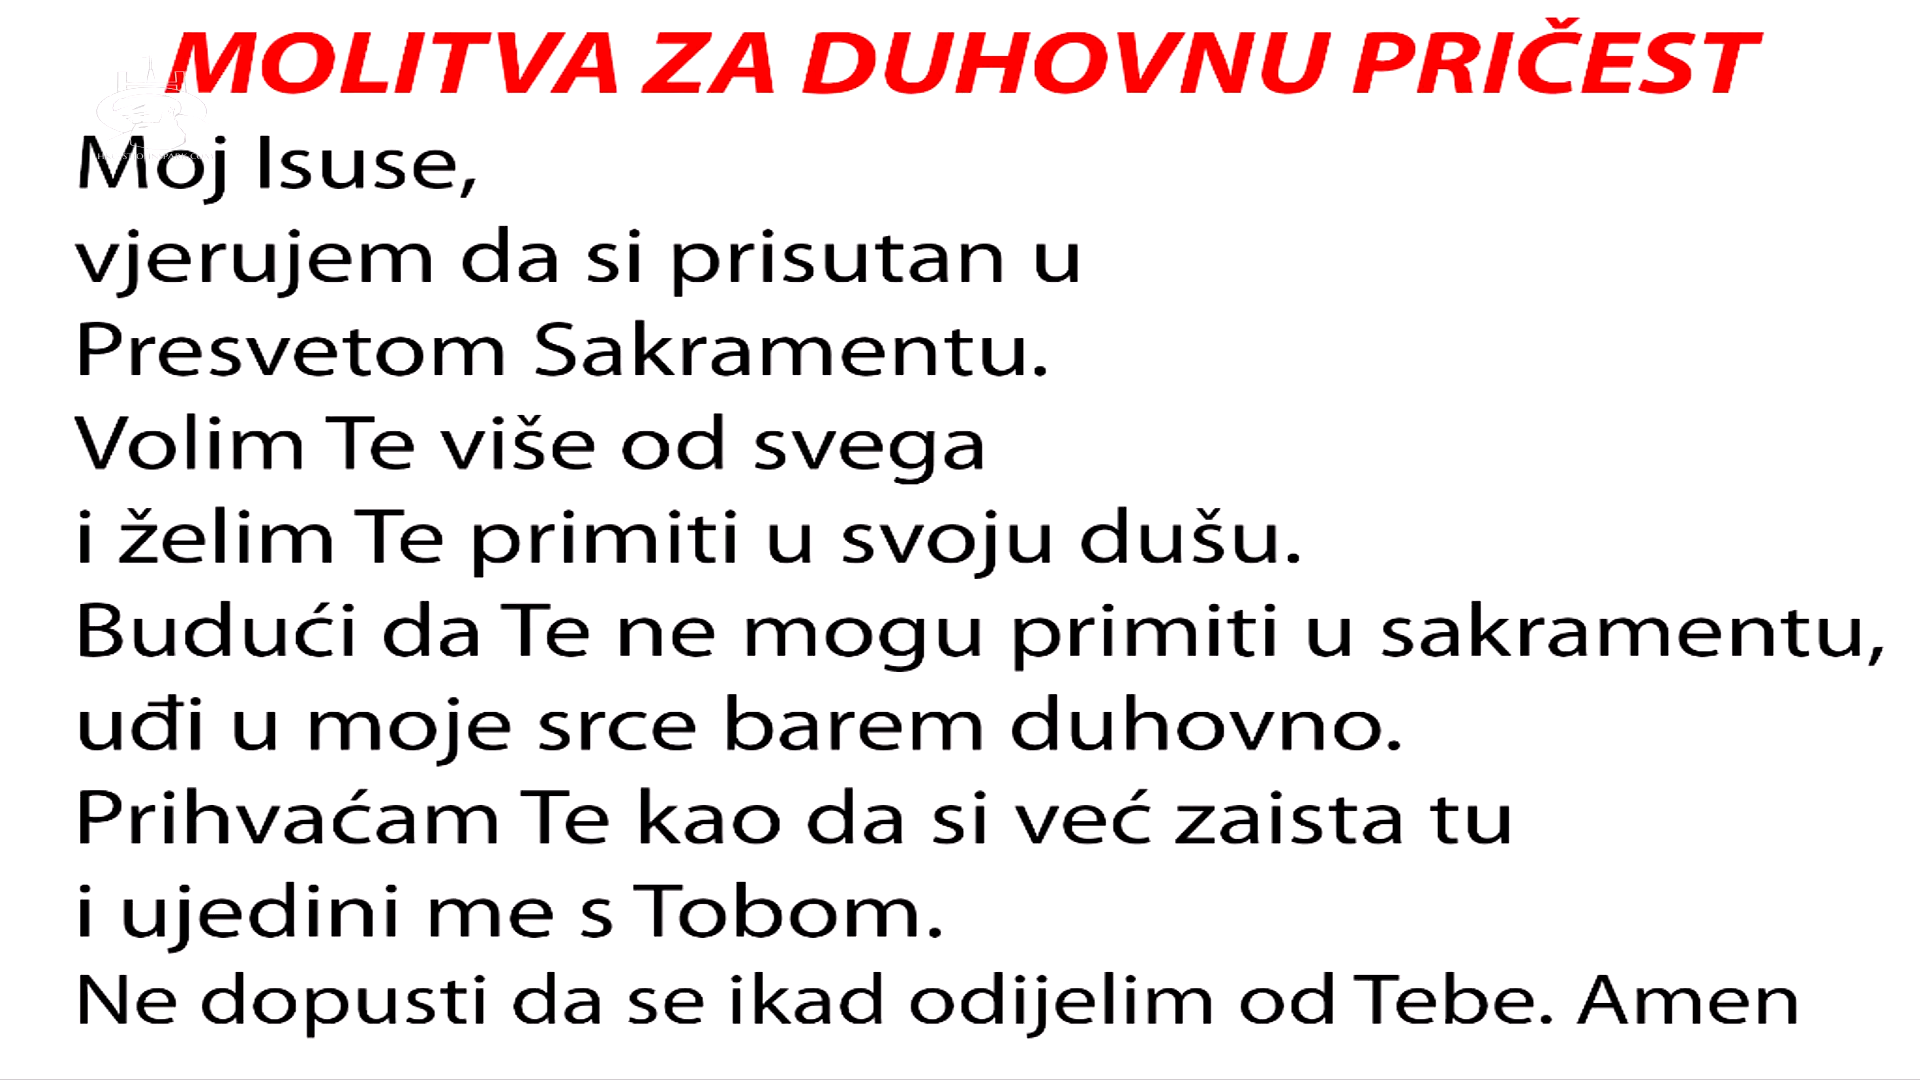 MOLITVA ZA DUHOVNU PRIČEST
Moj Isuse,
vjerujem da si prisutan u
Presvetom Sakramentu.
Volim Te više od svega
i želim Te primiti u svoju dušu.
Budući da Te ne mogu primiti u sakramentu,
uđi u moje srce barem duhovno.
Prihvaćam Te kao da si već zaista tu
i ujedini me s Tobom.
Ne dopusti da se ikad odijelim od Tebe. Amen